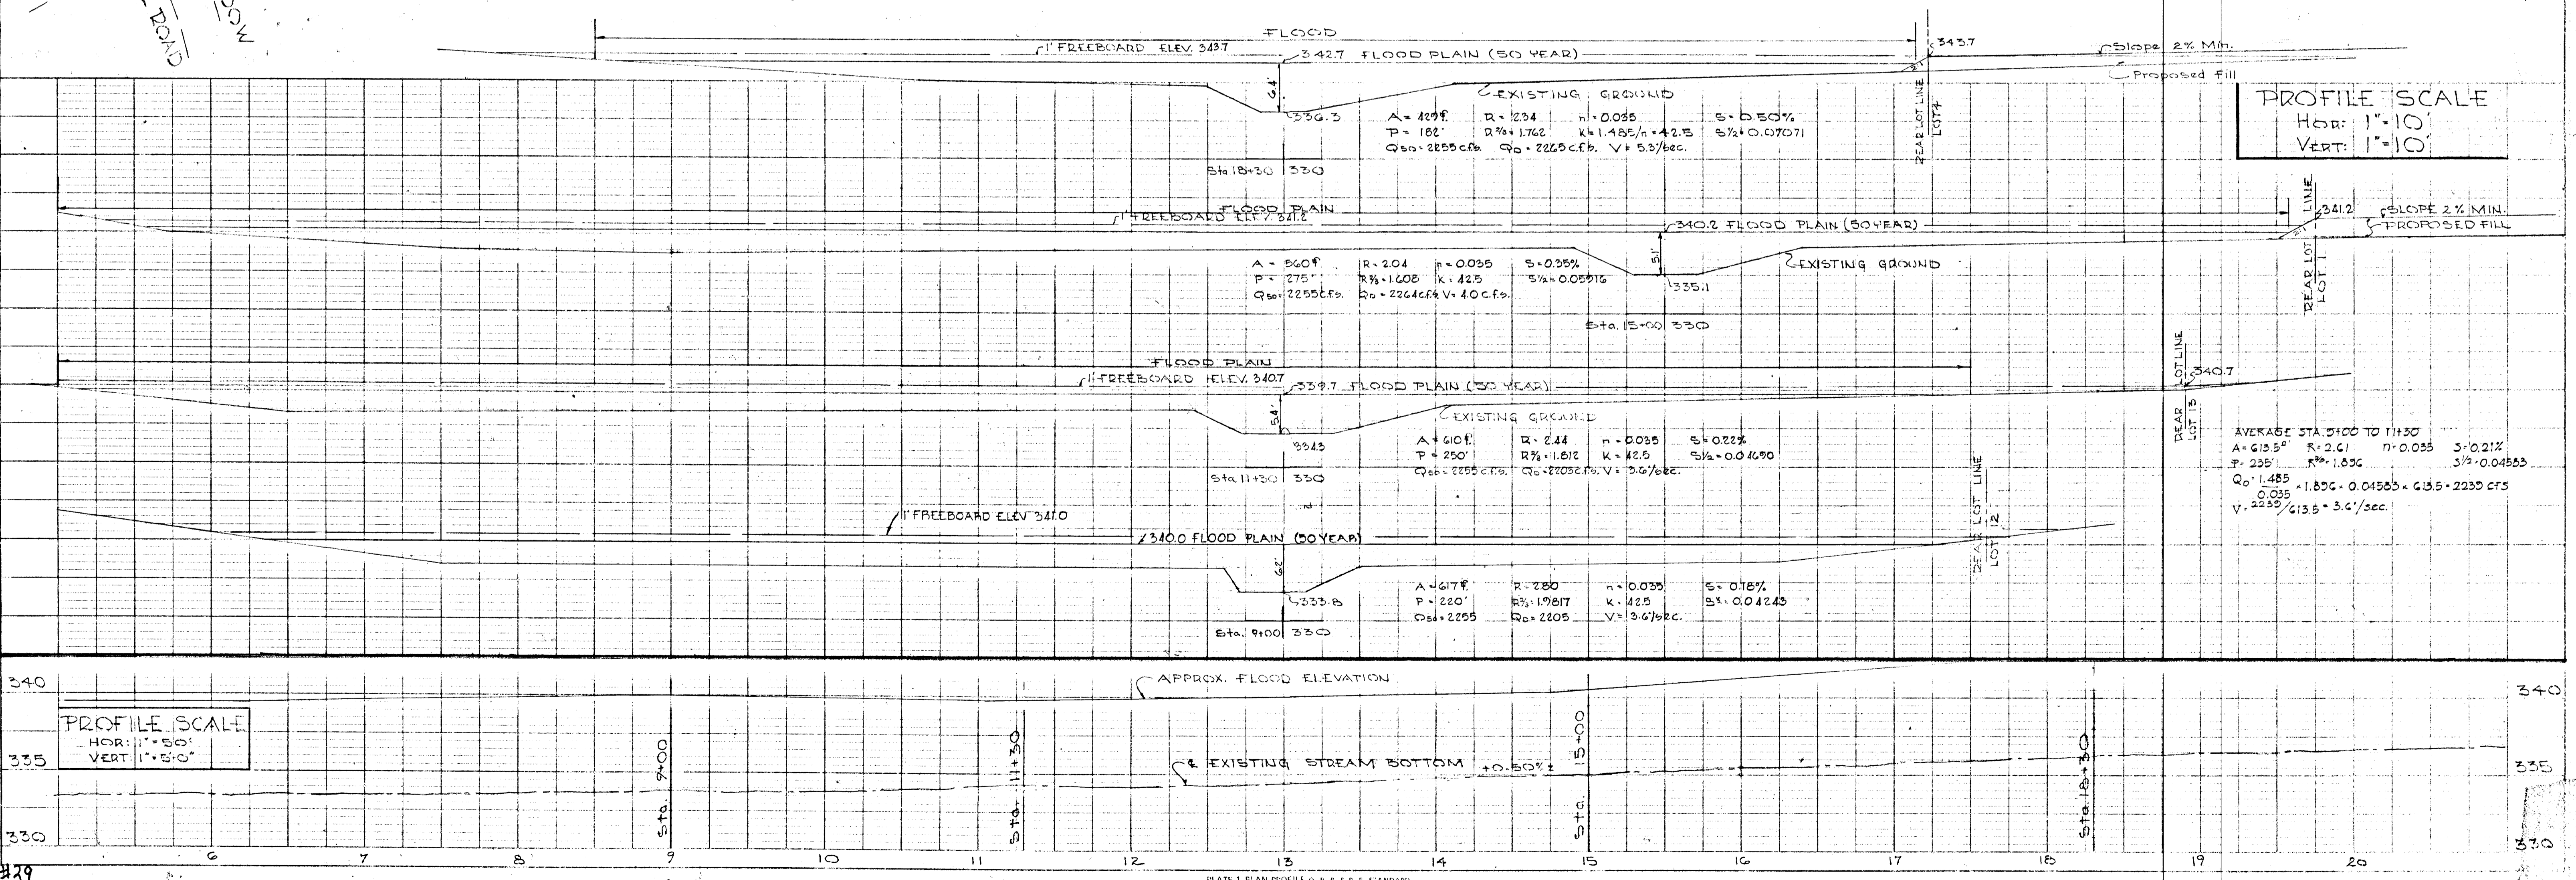 ROAD
FLOOD
1' FREEBOARD ELEV. 343.7
342.7 FLOOD PLAIN (50 YEAR)
343.7
Slope 2% Min.
Proposed Fill
6.4'
EXISTING GROUND
336.3
A = 429
R = 2.34
n = 0.035
S = 0.50%
P = 182'
R⅔ = 1.762
K = 1.485/n = 42.5
S½ = 0.07071
Q50 = 2255 c.f.s.
QD = 2265 c.f.s.
V = 5.3'/sec.
Sta. 18+30 330
REAR LOT LINE
LOT 4
PROFILE SCALE
HOR: 1"=10'
VERT: 1"=10'
FLOOD PLAIN
1' FREEBOARD ELEV. 341.2
340.2 FLOOD PLAIN (50 YEAR)
341.2
SLOPE 2% MIN.
PROPOSED FILL
5.1'
EXISTING GROUND
335.1
A = 560
R = 2.04
n = 0.035
S = 0.35%
P = 275'
R⅔ = 1.608
K = 42.5
S½ = 0.05916
Q50 = 2255 c.f.s.
QD = 2264 c.f.s.
V = 4.0 c.f.s.
Sta. 15+00 330
REAR LOT LINE
LOT 1
FLOOD PLAIN
1' FREEBOARD ELEV. 340.7
339.7 FLOOD PLAIN (50 YEAR)
340.7
5.4'
EXISTING GROUND
334.3
A = 610
R = 2.44
n = 0.035
S = 0.22%
P = 250'
R⅔ = 1.812
K = 42.5
S½ = 0.04690
Q50 = 2255 c.f.s.
QD = 2203 c.f.s.
V = 3.6'/sec.
Sta. 11+30 330
REAR LOT LINE
LOT 13
AVERAGE STA. 9+00 TO 11+30
A = 613.5
R = 2.61
n = 0.035
S = 0.21%
P = 235'
R⅔ = 1.896
S½ = 0.04583
QD = 1.485/0.035 × 1.896 × 0.04583 × 613.5 = 2239 CFS
V = 2239/613.5 = 3.6'/sec.
1' FREEBOARD ELEV 341.0
340.0 FLOOD PLAIN (50 YEAR)
6.2'
333.8
A = 617
R = 2.80
n = 0.035
S = 0.18%
P = 220'
R⅔ = 1.9817
K = 42.5
S½ = 0.04243
Q50 = 2255
QD = 2205
V = 3.6'/sec.
Sta. 9+00 330
REAR LOT LINE
LOT 12
340
APPROX. FLOOD ELEVATION
340
PROFILE SCALE
HOR: 1"=50'
VERT: 1"=5.0'
335
Sta. 9+00
Sta. 11+30
℄ EXISTING STREAM BOTTOM +0.50%±
Sta. 15+00
Sta. 18+30
335
330
330
6 7 8 9 10 11 12 13 14 15 16 17 18 19 20
#29